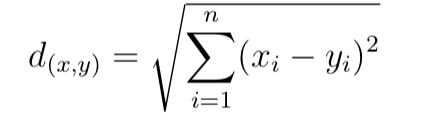 d_{(x,y)} = \sqrt{\sum_{i=1}^{n} (x_i - y_i)^2}